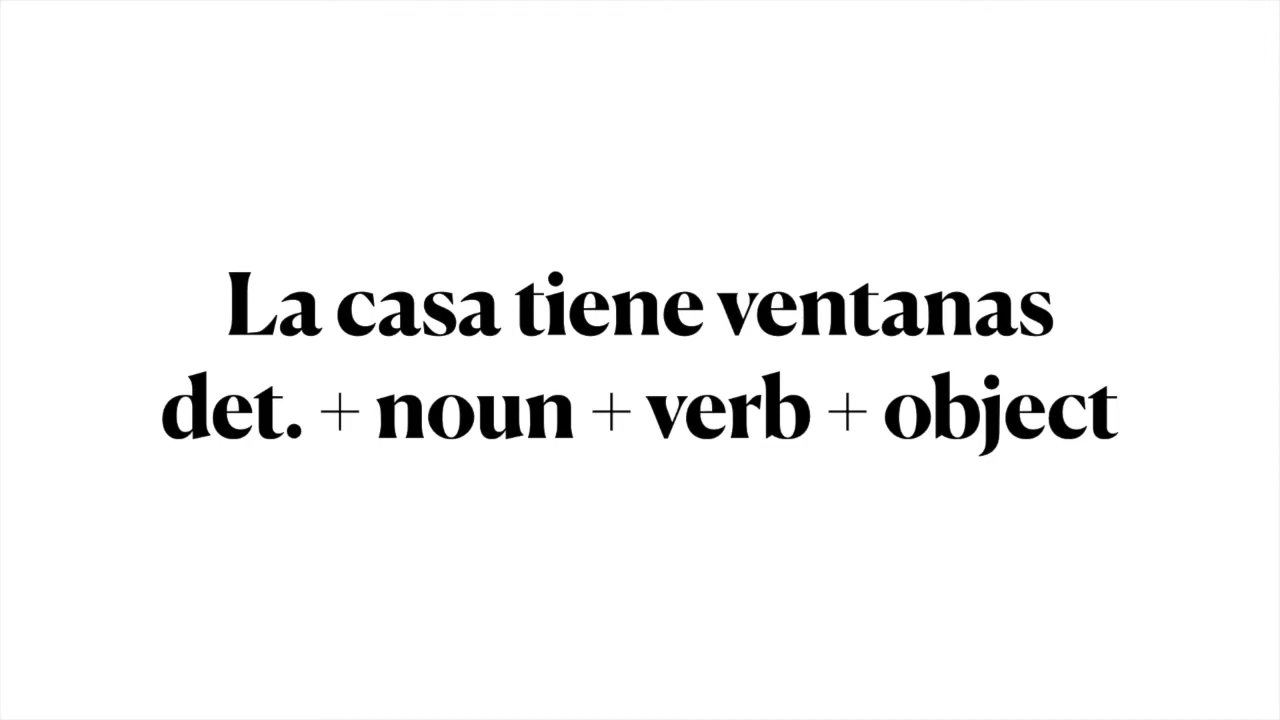 La casa tiene ventanas
det. + noun + verb + object